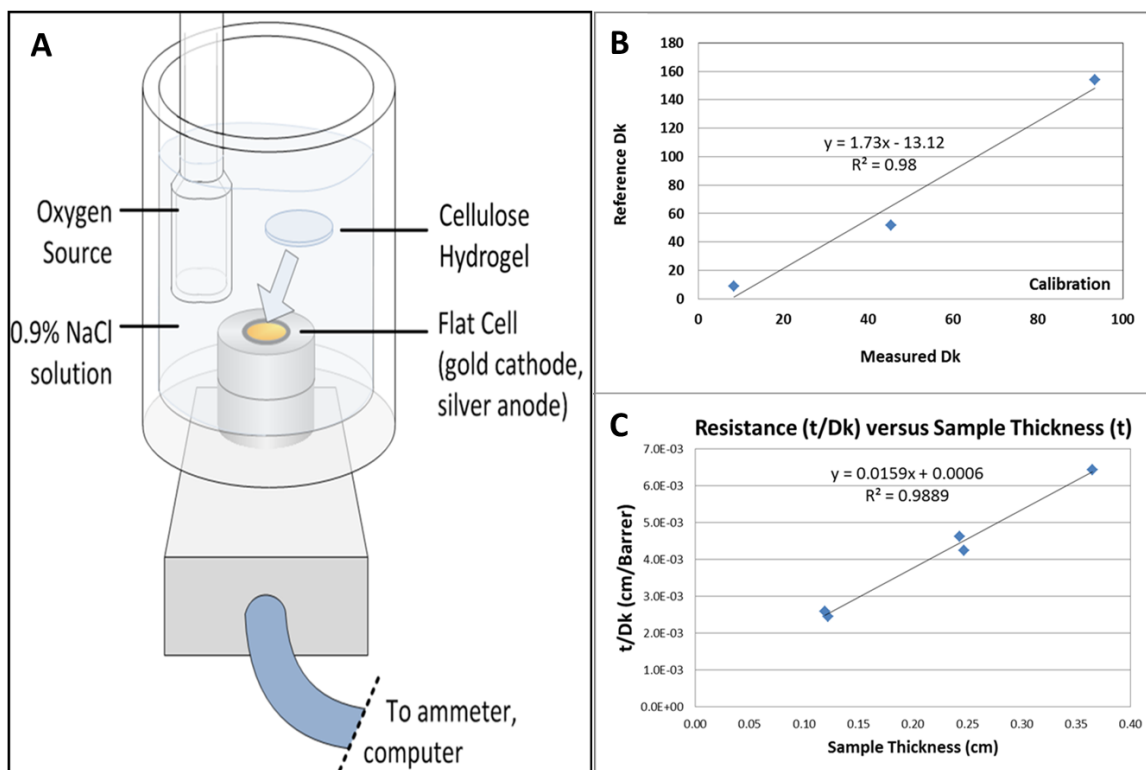 A
Oxygen
Source
0.9% NaCl
solution
Cellulose
Hydrogel
Flat Cell
(gold cathode,
silver anode)
To ammeter,
computer
B
180
160
140
120
100
80
60
40
20
0
Reference Dk
y = 1.73x - 13.12
R² = 0.98
Calibration
0 20 40 60 80 100
Measured Dk
C
Resistance (t/Dk) versus Sample Thickness (t)
7.0E-03
6.0E-03
5.0E-03
4.0E-03
3.0E-03
2.0E-03
1.0E-03
0.0E+00
t/Dk (cm/Barrer)
y = 0.0159x + 0.0006
R² = 0.9889
0.00 0.05 0.10 0.15 0.20 0.25 0.30 0.35 0.40
Sample Thickness (cm)